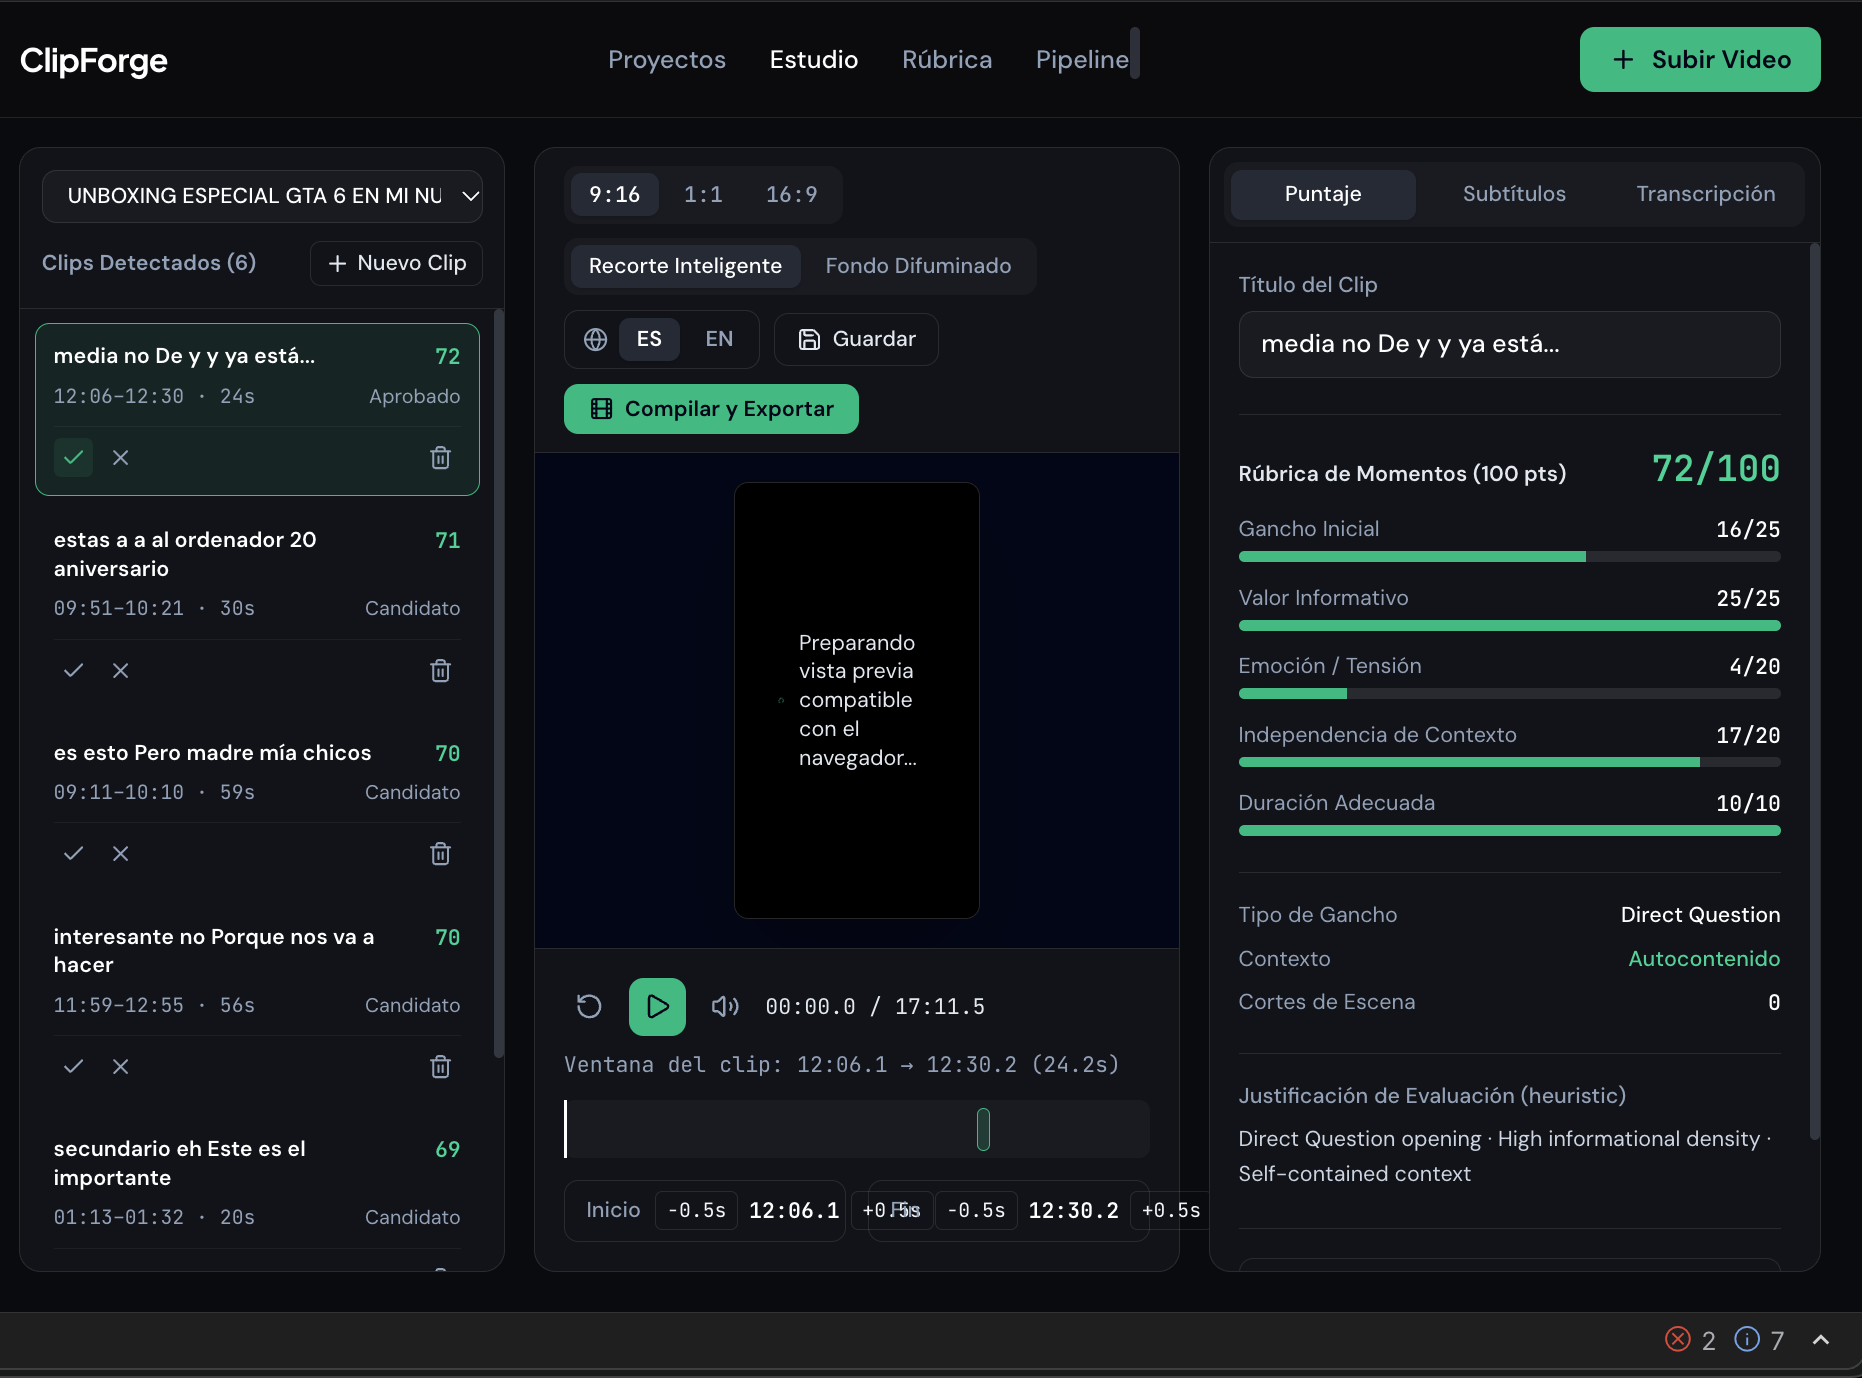 ClipForge
Proyectos
Estudio
Rúbrica
Pipeline
+ Subir Video
UNBOXING ESPECIAL GTA 6 EN MI NU
Clips Detectados (6)
+ Nuevo Clip
media no De y y ya está...
72
12:06–12:30 · 24s
Aprobado
estas a a al ordenador 20
aniversario
71
09:51–10:21 · 30s
Candidato
es esto Pero madre mía chicos
70
09:11–10:10 · 59s
Candidato
interesante no Porque nos va a
hacer
70
11:59–12:55 · 56s
Candidato
secundario eh Este es el
importante
69
01:13–01:32 · 20s
Candidato
9:16
1:1
16:9
Recorte Inteligente
Fondo Difuminado
ES
EN
Guardar
Compilar y Exportar
Preparando
vista previa
compatible
con el
navegador...
00:00.0 / 17:11.5
Ventana del clip: 12:06.1 → 12:30.2 (24.2s)
Inicio
-0.5s
12:06.1
+0.5s
Fin
-0.5s
12:30.2
+0.5s
Puntaje
Subtítulos
Transcripción
Título del Clip
media no De y y ya está...
Rúbrica de Momentos (100 pts)
72/100
Gancho Inicial
16/25
Valor Informativo
25/25
Emoción / Tensión
4/20
Independencia de Contexto
17/20
Duración Adecuada
10/10
Tipo de Gancho
Direct Question
Contexto
Autocontenido
Cortes de Escena
0
Justificación de Evaluación (heuristic)
Direct Question opening · High informational density ·
Self-contained context
2
7